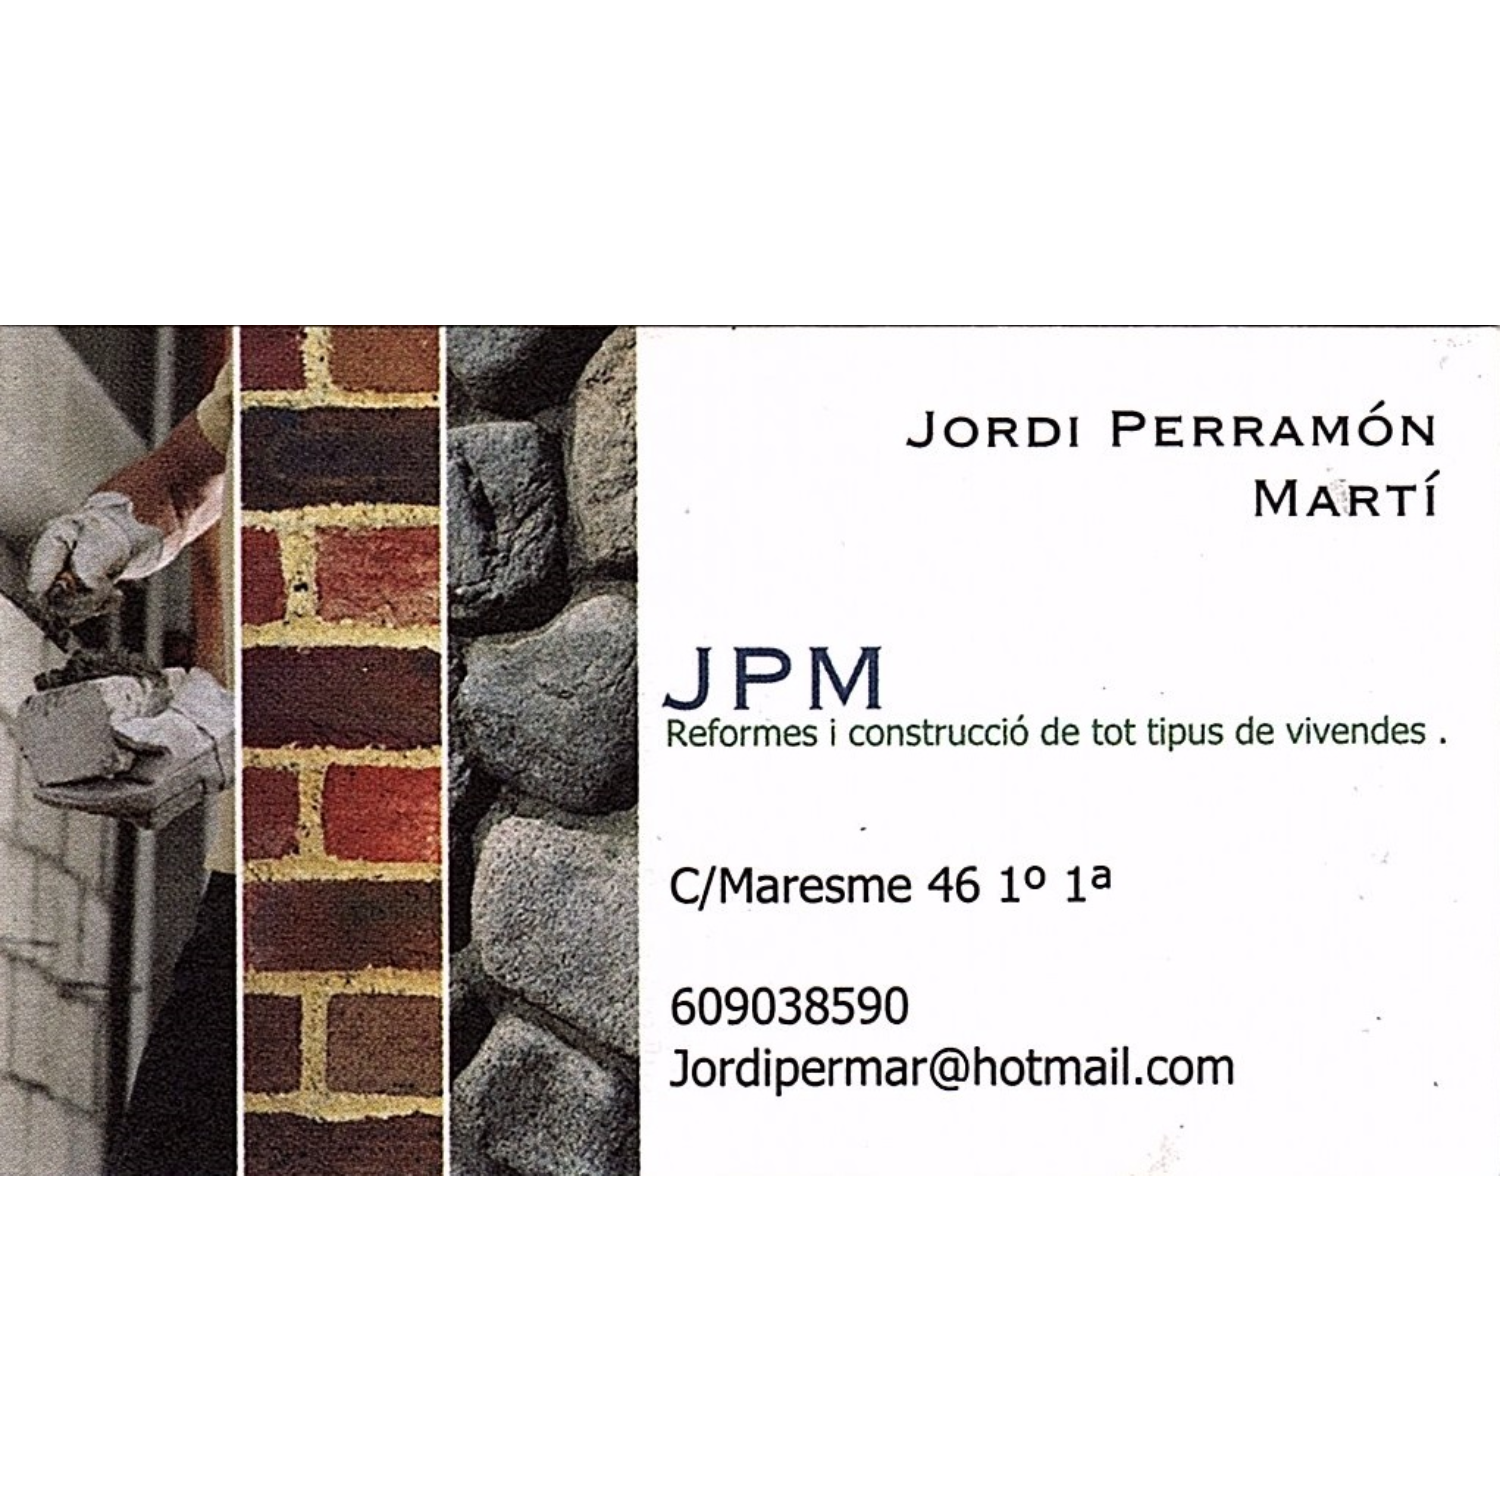 JORDI PERRAMÓN
MARTÍ
JPM
Reformes i construcció de tot tipus de vivendes .
C/Maresme 46 1º 1ª
609038590
Jordipermar@hotmail.com